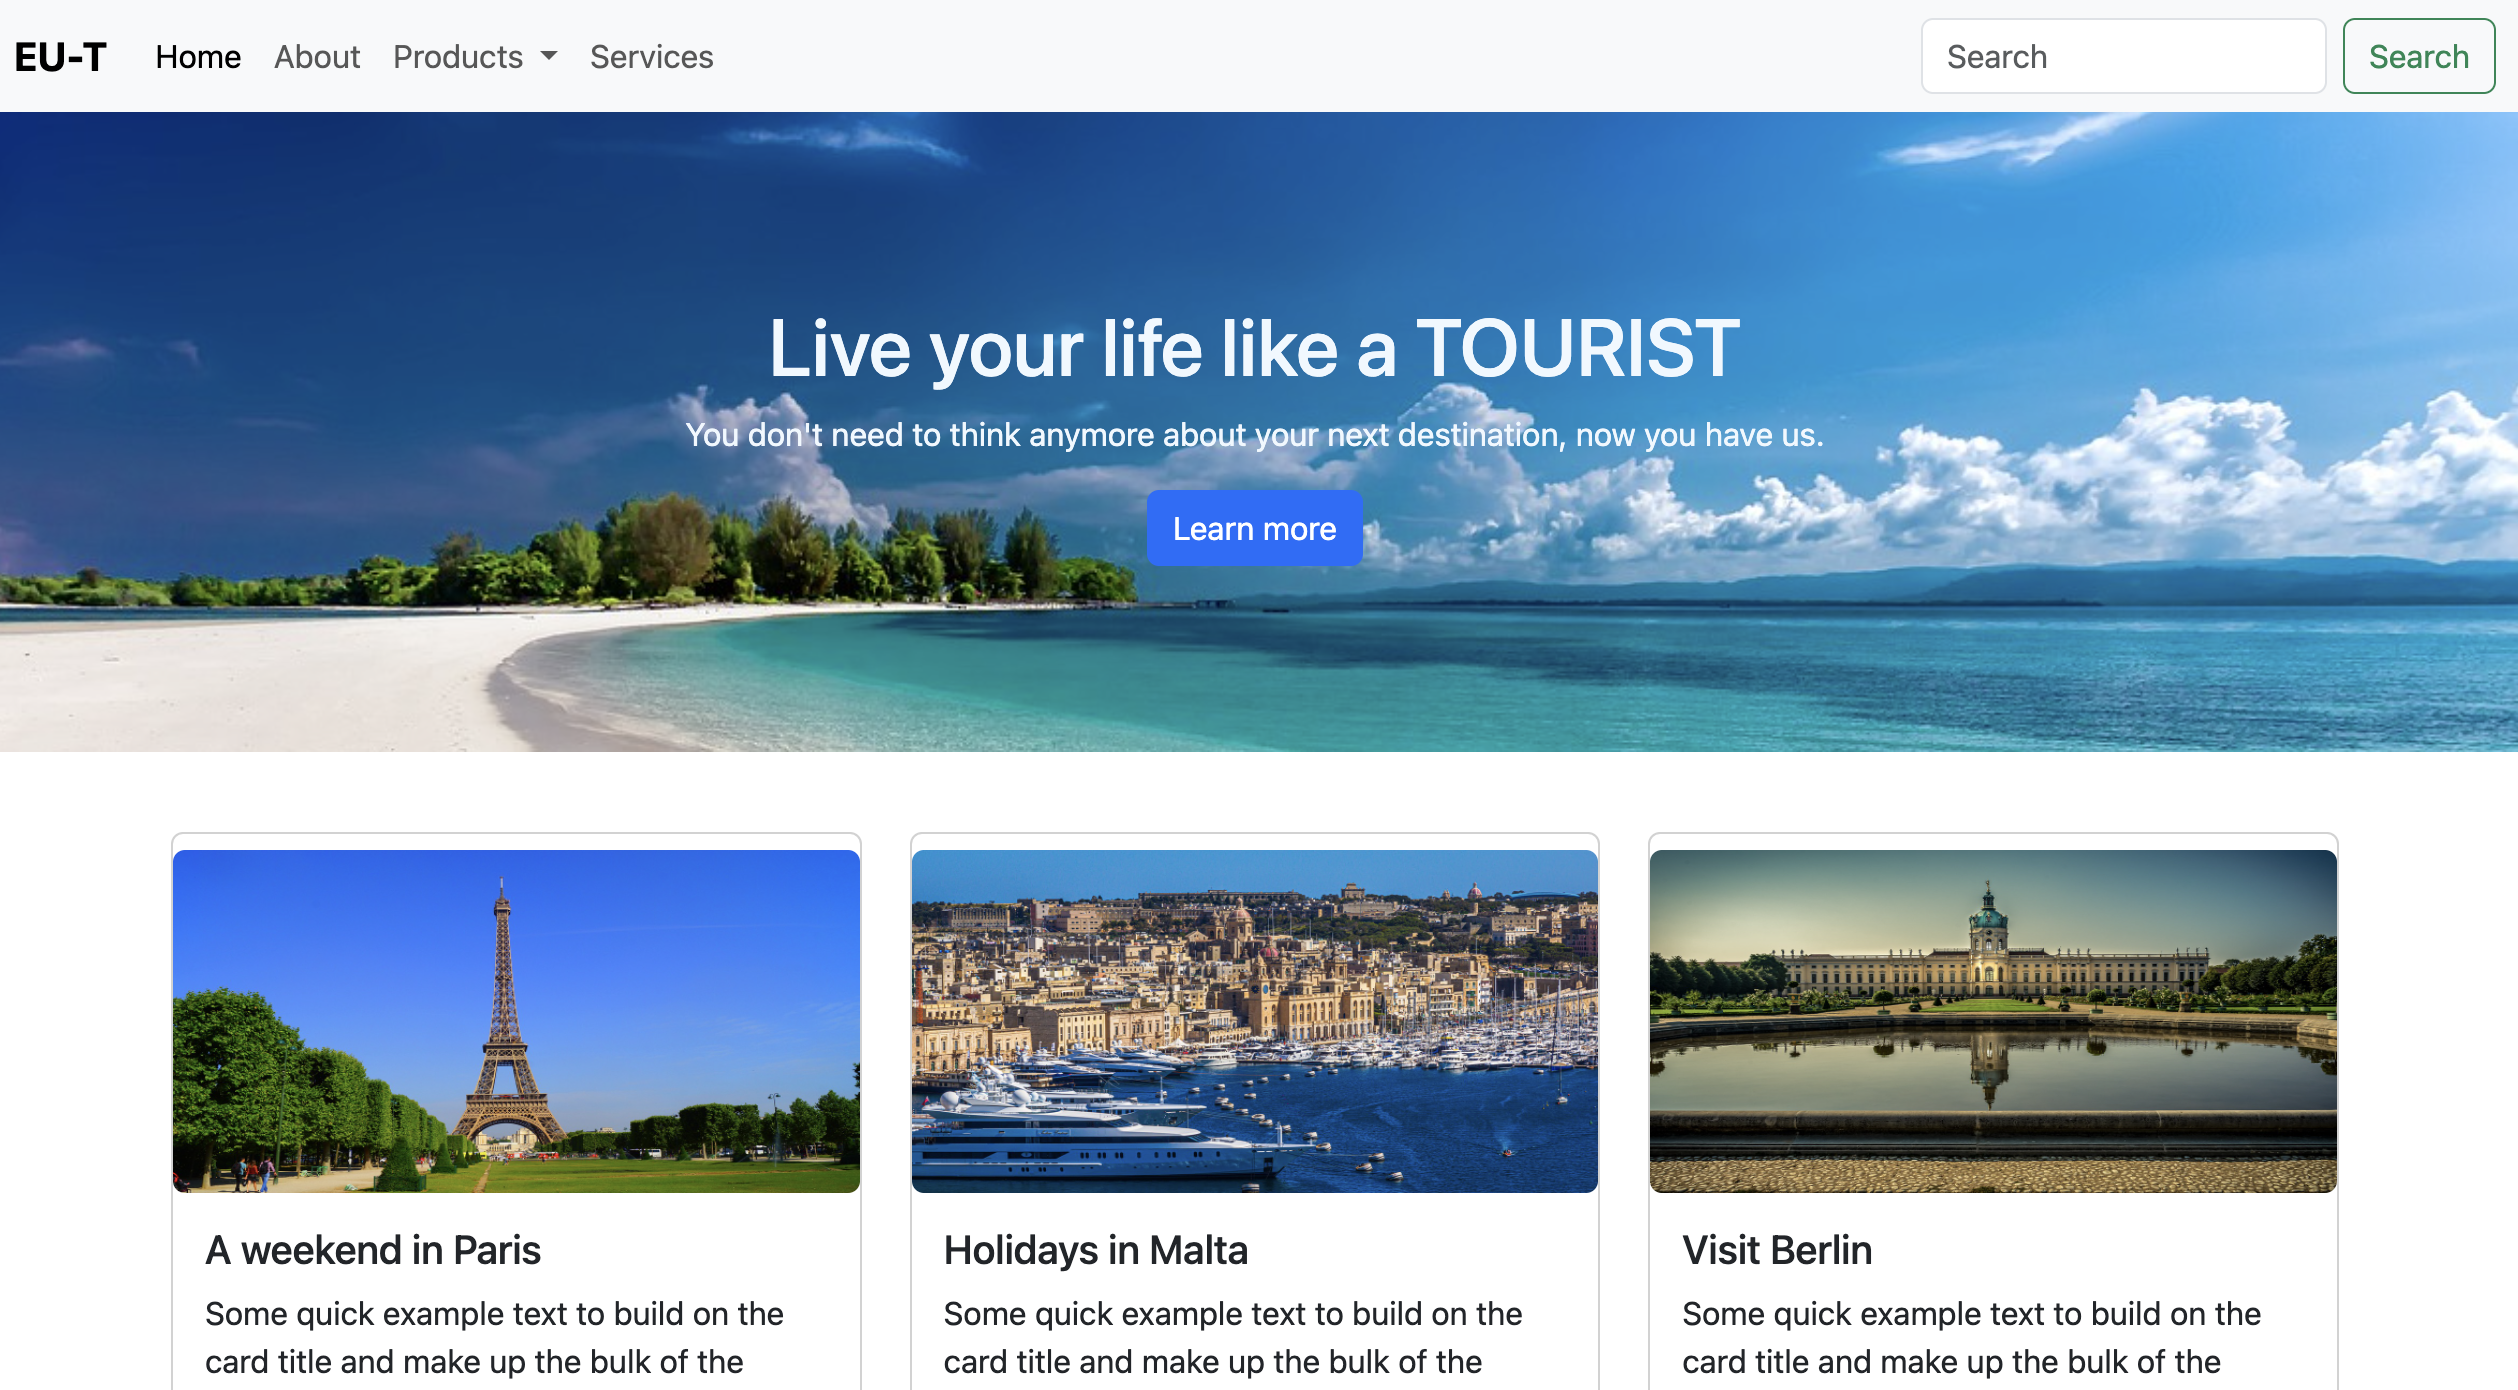 EU-T Home About Products Services Search Search
Live your life like a TOURIST
You don't need to think anymore about your next destination, now you have us.
Learn more
A weekend in Paris
Some quick example text to build on the
card title and make up the bulk of the
Holidays in Malta
Some quick example text to build on the
card title and make up the bulk of the
Visit Berlin
Some quick example text to build on the
card title and make up the bulk of the